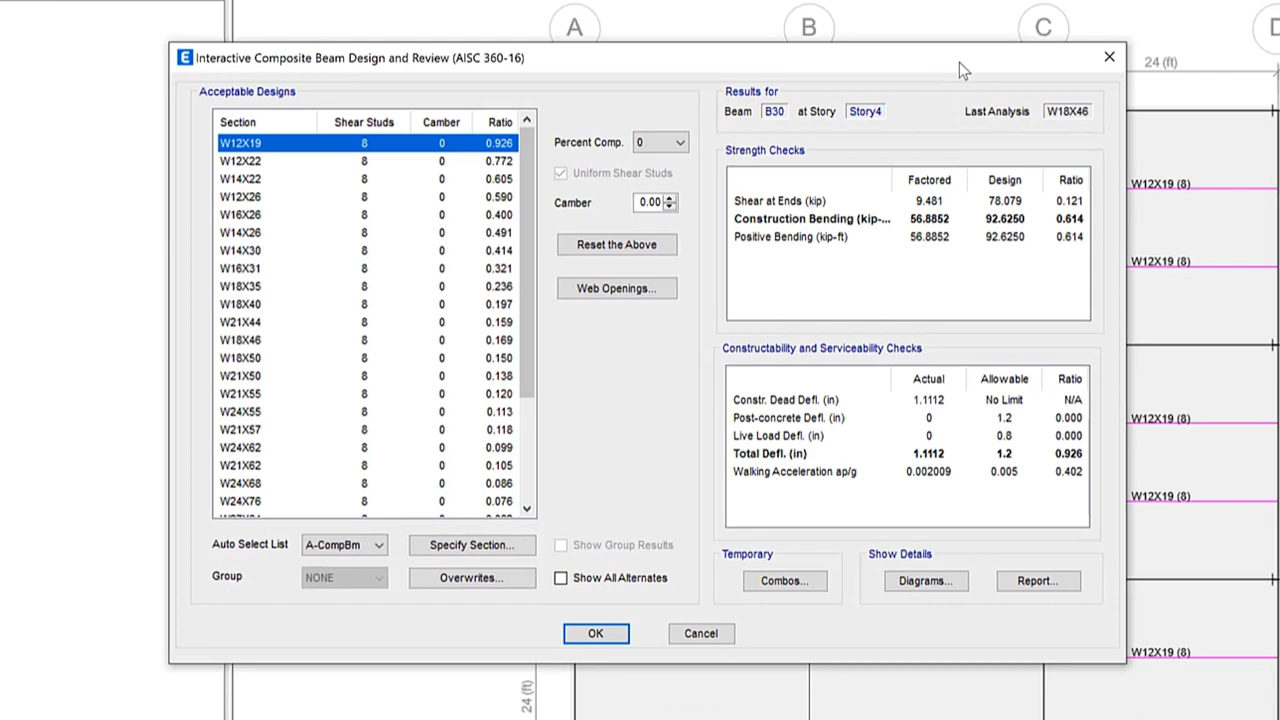 A B C D
24 (ft)
E Interactive Composite Beam Design and Review (AISC 360-16)
Acceptable Designs
Section Shear Studs Camber Ratio
W12X19 8 0 0.926
W12X22 8 0 0.772
W14X22 8 0 0.605
W12X26 8 0 0.590
W16X26 8 0 0.400
W14X26 8 0 0.491
W14X30 8 0 0.414
W16X31 8 0 0.321
W18X35 8 0 0.236
W18X40 8 0 0.197
W21X44 8 0 0.159
W18X46 8 0 0.169
W18X50 8 0 0.150
W21X50 8 0 0.138
W21X55 8 0 0.120
W24X55 8 0 0.113
W21X57 8 0 0.118
W24X62 8 0 0.099
W21X62 8 0 0.105
W24X68 8 0 0.086
W24X76 8 0 0.076
Auto Select List A-CompBm Specify Section...
Group NONE Overwrites...
Percent Comp. 0
Uniform Shear Studs
Camber 0.00
Reset the Above
Web Openings...
Show Group Results
Show All Alternates
Results for
Beam B30 at Story Story4 Last Analysis W18X46
Strength Checks
Factored Design Ratio
Shear at Ends (kip) 9.481 78.079 0.121
Construction Bending (kip-... 56.8852 92.6250 0.614
Positive Bending (kip-ft) 56.8852 92.6250 0.614
Constructability and Serviceability Checks
Actual Allowable Ratio
Constr. Dead Defl. (in) 1.1112 No Limit N/A
Post-concrete Defl. (in) 0 1.2 0.000
Live Load Defl. (in) 0 0.8 0.000
Total Defl. (in) 1.1112 1.2 0.926
Walking Acceleration ap/g 0.002009 0.005 0.402
Temporary
Combos...
Show Details
Diagrams... Report...
OK Cancel
W12X19 (8)
W12X19 (8)
W12X19 (8)
W12X19 (8)
W12X19 (8)
24 (ft)